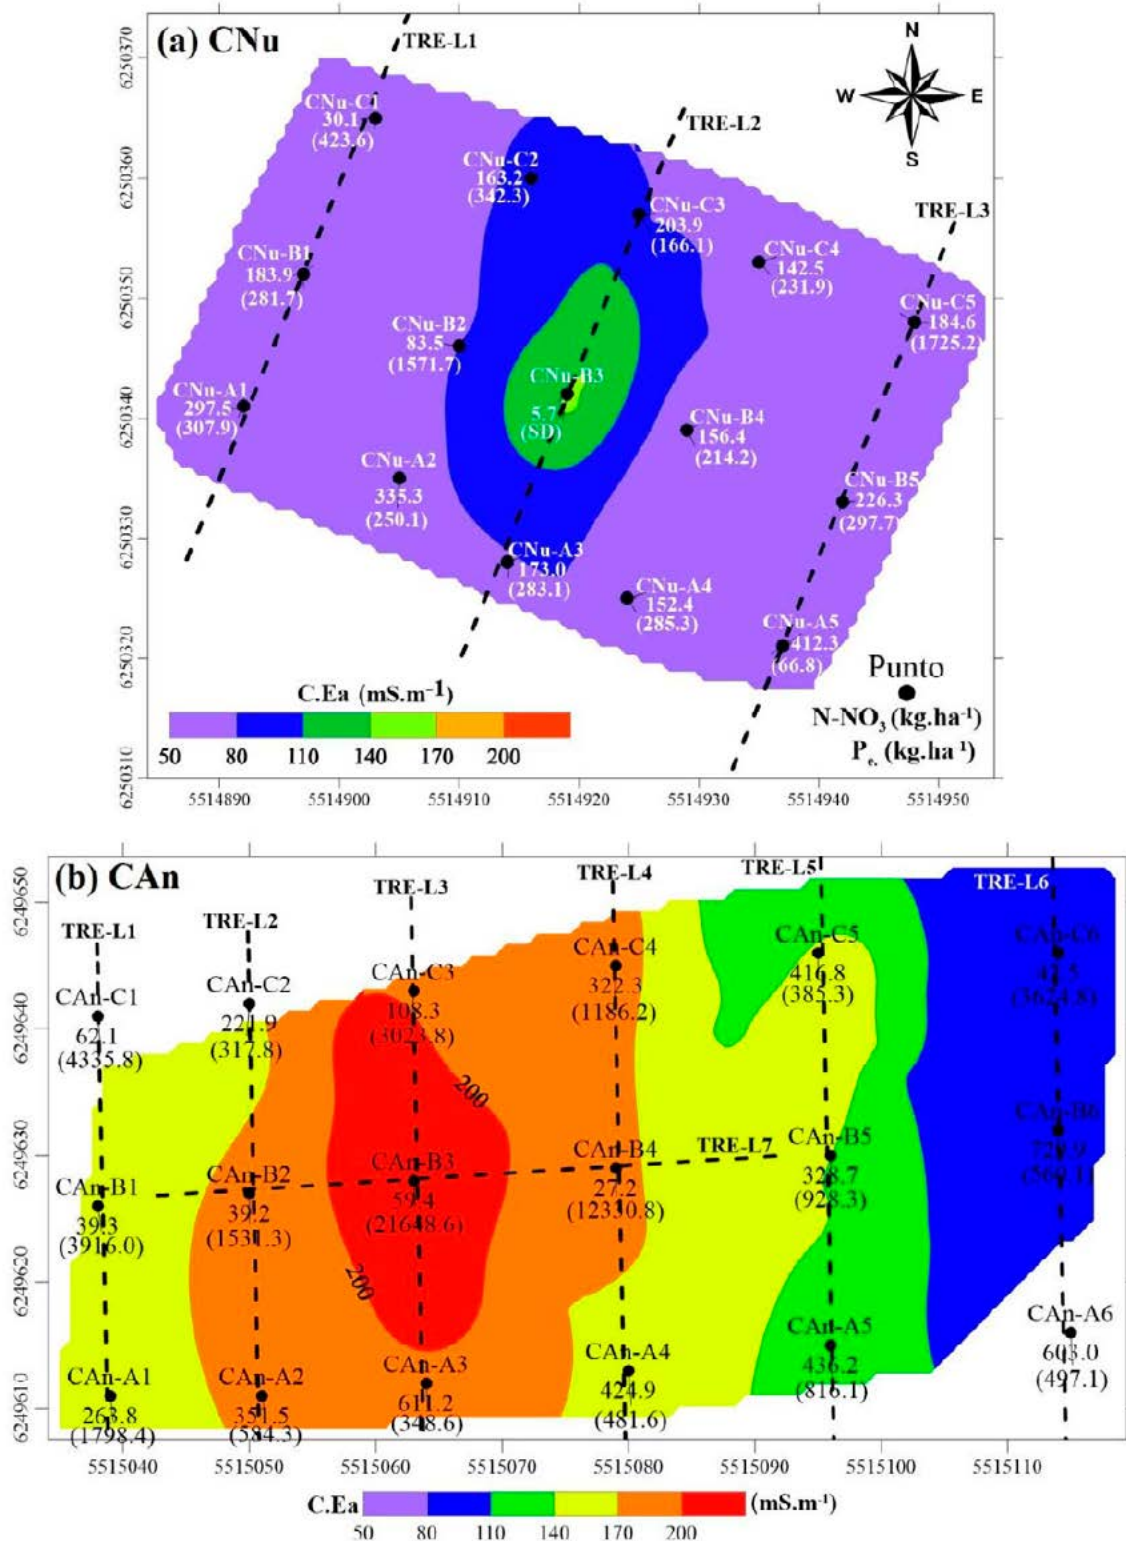 (a) CNu
TRE-L1
TRE-L2
TRE-L3
N
W E
S
6250370
6250360
6250350
6250340
6250330
6250320
6250310
CNu-C1
30.1
(423.6)
CNu-C2
163.2
(342.3)
CNu-C3
203.9
(166.1)
CNu-C4
142.5
(231.9)
CNu-C5
184.6
(1725.2)
CNu-B1
183.9
(281.7)
CNu-B2
83.5
(1571.7)
CNu-B3
5.7
(SD)
CNu-B4
156.4
(214.2)
CNu-B5
226.3
(297.7)
CNu-A1
297.5
(307.9)
CNu-A2
335.3
(250.1)
CNu-A3
173.0
(283.1)
CNu-A4
152.4
(285.3)
CNu-A5
412.3
(66.8)
Punto
N-NO₃ (kg.ha⁻¹)
Pₑ. (kg.ha⁻¹)
C.Ea (mS.m⁻¹)
50 80 110 140 170 200
5514890 5514900 5514910 5514920 5514930 5514940 5514950
(b) CAn
TRE-L1
TRE-L2
TRE-L3
TRE-L4
TRE-L5
TRE-L6
TRE-L7
6249650
6249640
6249630
6249620
6249610
CAn-C1
62.1
(4335.8)
CAn-C2
221.9
(317.8)
CAn-C3
108.3
(3023.8)
CAn-C4
322.3
(1186.2)
CAn-C5
416.8
(385.3)
CAn-C6
(3624.8)
200
CAn-B1
39.3
(3916.0)
CAn-B2
39.2
CAn-B3
59.4
(21648.6)
CAn-B4
27.2
(12330.8)
CAn-B5
328.7
(928.3)
CAn-B6
200
CAn-A1
263.8
(1798.4)
CAn-A2
351.5
(584.3)
CAn-A3
611.2
(348.6)
CAn-A4
424.9
(481.6)
CAn-A5
436.2
(816.1)
CAn-A6
603.0
(497.1)
5515040 5515050 5515060 5515070 5515080 5515090 5515100 5515110
C.Ea (mS.m⁻¹)
50 80 110 140 170 200